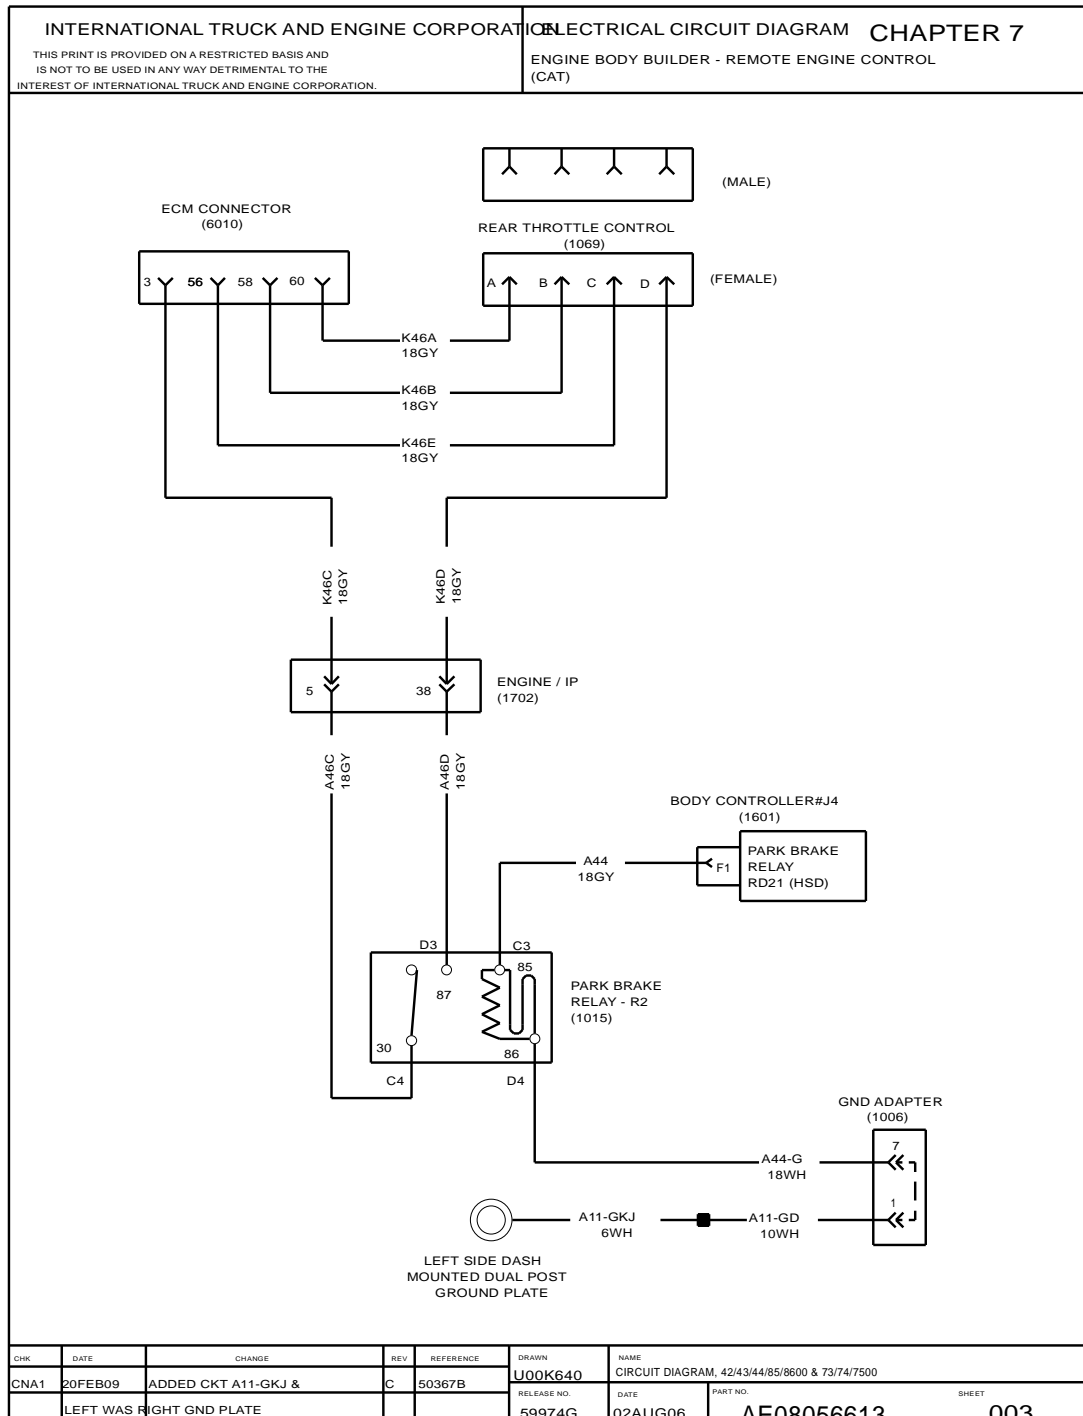 INTERNATIONAL TRUCK AND ENGINE CORPORATION
ELECTRICAL CIRCUIT DIAGRAM CHAPTER 7
THIS PRINT IS PROVIDED ON A RESTRICTED BASIS AND
IS NOT TO BE USED IN ANY WAY DETRIMENTAL TO THE
INTEREST OF INTERNATIONAL TRUCK AND ENGINE CORPORATION.
ENGINE BODY BUILDER - REMOTE ENGINE CONTROL
(CAT)
(MALE)
ECM CONNECTOR
(6010)
REAR THROTTLE CONTROL
(1069)
3 56 58 60
A B C D
(FEMALE)
K46A
18GY
K46B
18GY
K46E
18GY
K46C
18GY
K46D
18GY
5 38
ENGINE / IP
(1702)
A46C
18GY
A46D
18GY
BODY CONTROLLER#J4
(1601)
A44
18GY
F1
PARK BRAKE
RELAY
RD21 (HSD)
D3 C3
85
87
30
86
C4 D4
PARK BRAKE
RELAY - R2
(1015)
GND ADAPTER
(1006)
7
A44-G
18WH
1
A11-GKJ
6WH
A11-GD
10WH
LEFT SIDE DASH
MOUNTED DUAL POST
GROUND PLATE
CHK DATE CHANGE REV REFERENCE DRAWN NAME
CNA1 20FEB09 ADDED CKT A11-GKJ & C 50367B U00K640 CIRCUIT DIAGRAM, 42/43/44/85/8600 & 73/74/7500
RELEASE NO. DATE PART NO. SHEET
LEFT WAS RIGHT GND PLATE 59974G 02AUG06 AE08056613 003